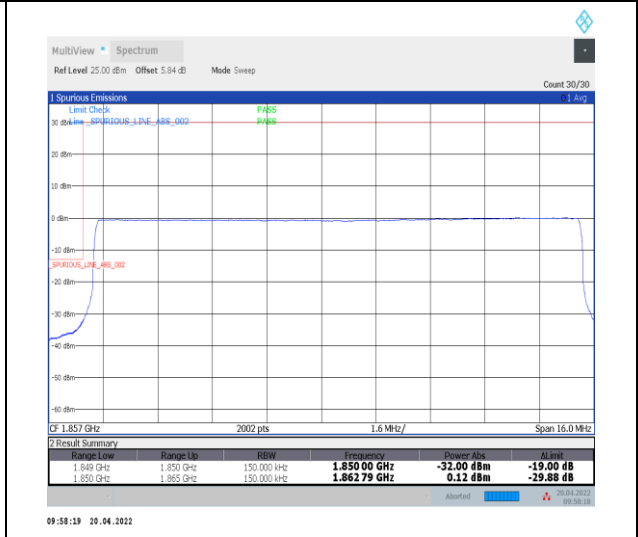 MultiView Spectrum
Ref Level 25.00 dBm Offset 5.84 dB Mode Sweep
Count 30/30
1 Spurious Emissions 1 Avg
Limit Check PASS
30 dBm Line _SPURIOUS_LINE_ABS_002 PASS
20 dBm
10 dBm
0 dBm
-10 dBm
_SPURIOUS_LINE_ABS_002
-20 dBm
-30 dBm
-40 dBm
-50 dBm
-60 dBm
CF 1.857 GHz 2002 pts 1.6 MHz/ Span 16.0 MHz
2 Result Summary
Range Low Range Up RBW Frequency Power Abs ΔLimit
1.849 GHz 1.850 GHz 150.000 kHz 1.850 00 GHz -32.00 dBm -19.00 dB
1.850 GHz 1.865 GHz 150.000 kHz 1.862 79 GHz 0.12 dBm -29.88 dB
Aborted 20.04.2022
09:58:18
09:58:19 20.04.2022